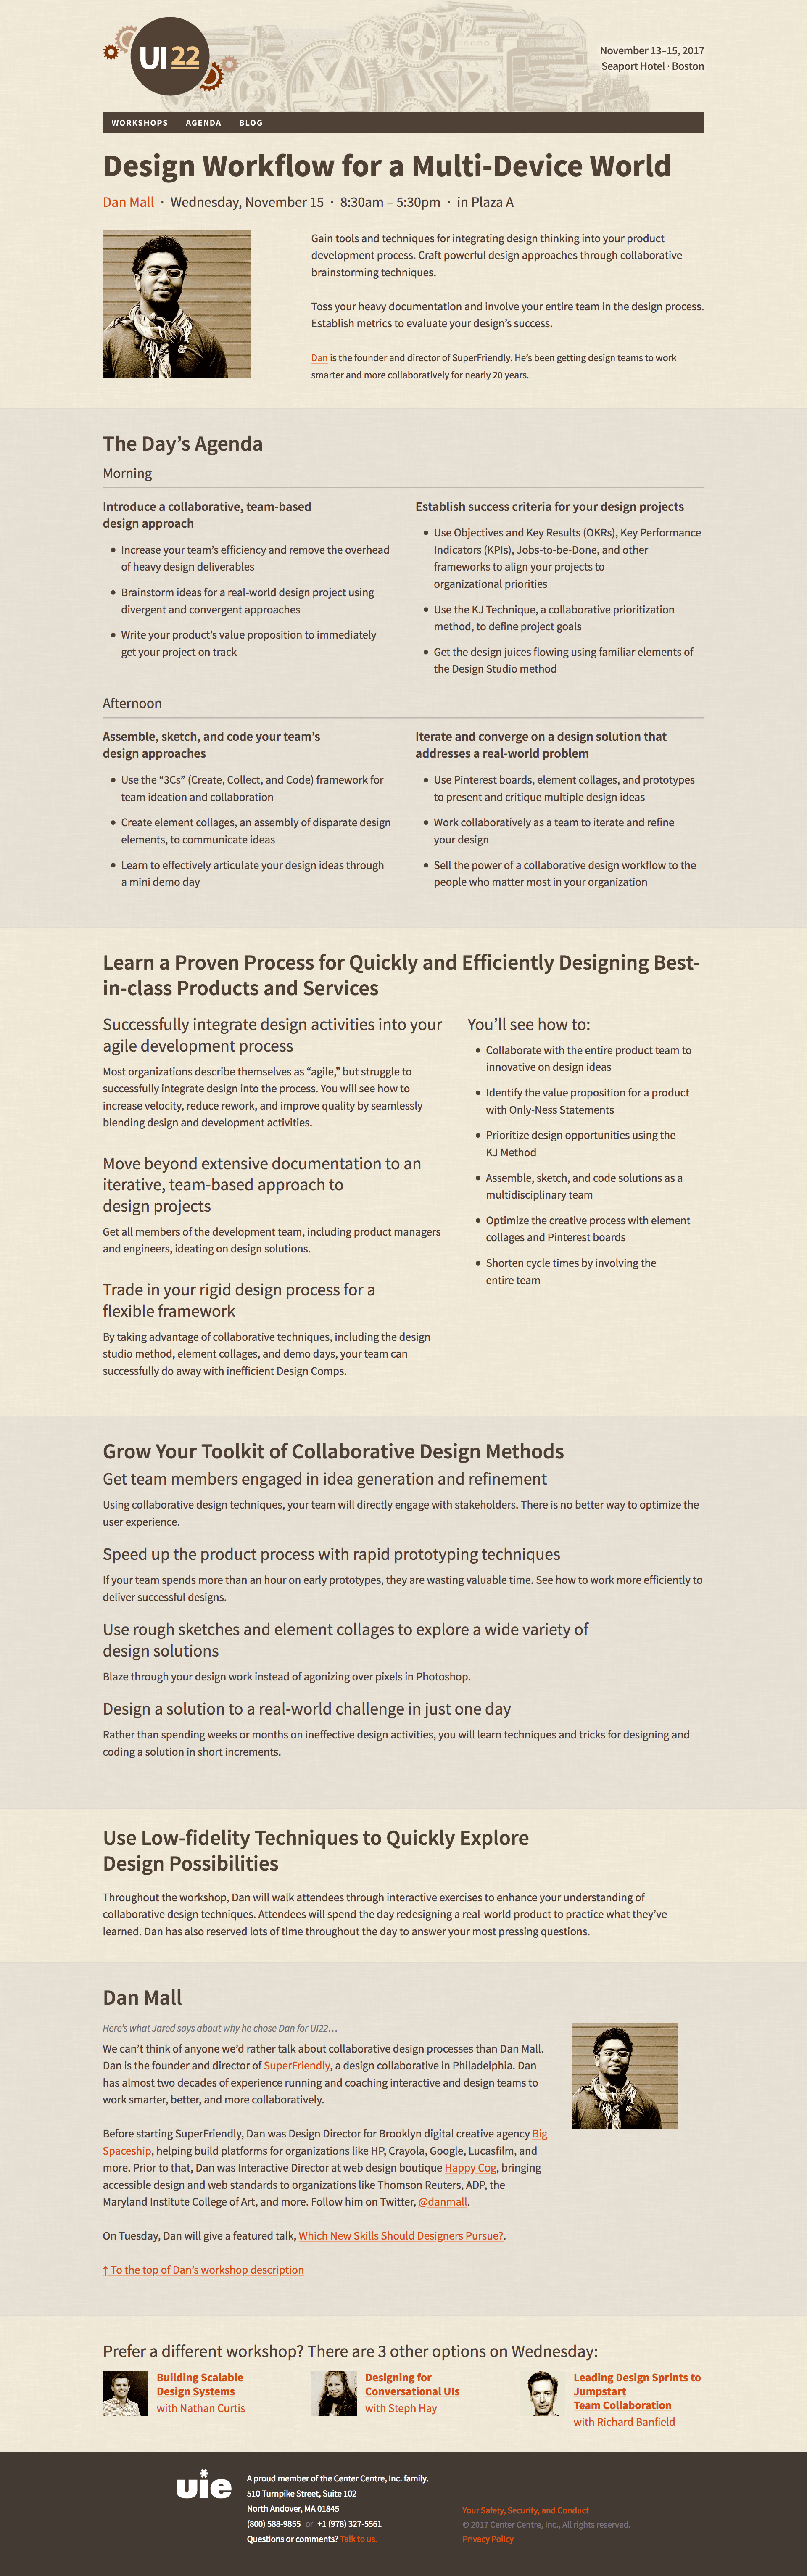 UI22
November 13–15, 2017
Seaport Hotel · Boston
WORKSHOPS AGENDA BLOG
Design Workflow for a Multi-Device World
Dan Mall · Wednesday, November 15 · 8:30am – 5:30pm · in Plaza A
Gain tools and techniques for integrating design thinking into your product
development process. Craft powerful design approaches through collaborative
brainstorming techniques.
Toss your heavy documentation and involve your entire team in the design process.
Establish metrics to evaluate your design’s success.
Dan is the founder and director of SuperFriendly. He’s been getting design teams to work
smarter and more collaboratively for nearly 20 years.
The Day’s Agenda
Morning
Introduce a collaborative, team-based
design approach
• Increase your team’s efficiency and remove the overhead
of heavy design deliverables
• Brainstorm ideas for a real-world design project using
divergent and convergent approaches
• Write your product’s value proposition to immediately
get your project on track
Establish success criteria for your design projects
• Use Objectives and Key Results (OKRs), Key Performance
Indicators (KPIs), Jobs-to-be-Done, and other
frameworks to align your projects to
organizational priorities
• Use the KJ Technique, a collaborative prioritization
method, to define project goals
• Get the design juices flowing using familiar elements of
the Design Studio method
Afternoon
Assemble, sketch, and code your team’s
design approaches
• Use the “3Cs” (Create, Collect, and Code) framework for
team ideation and collaboration
• Create element collages, an assembly of disparate design
elements, to communicate ideas
• Learn to effectively articulate your design ideas through
a mini demo day
Iterate and converge on a design solution that
addresses a real-world problem
• Use Pinterest boards, element collages, and prototypes
to present and critique multiple design ideas
• Work collaboratively as a team to iterate and refine
your design
• Sell the power of a collaborative design workflow to the
people who matter most in your organization
Learn a Proven Process for Quickly and Efficiently Designing Best-
in-class Products and Services
Successfully integrate design activities into your
agile development process
Most organizations describe themselves as “agile,” but struggle to
successfully integrate design into the process. You will see how to
increase velocity, reduce rework, and improve quality by seamlessly
blending design and development activities.
Move beyond extensive documentation to an
iterative, team-based approach to
design projects
Get all members of the development team, including product managers
and engineers, ideating on design solutions.
Trade in your rigid design process for a
flexible framework
By taking advantage of collaborative techniques, including the design
studio method, element collages, and demo days, your team can
successfully do away with inefficient Design Comps.
You’ll see how to:
• Collaborate with the entire product team to
innovative on design ideas
• Identify the value proposition for a product
with Only-Ness Statements
• Prioritize design opportunities using the
KJ Method
• Assemble, sketch, and code solutions as a
multidisciplinary team
• Optimize the creative process with element
collages and Pinterest boards
• Shorten cycle times by involving the
entire team
Grow Your Toolkit of Collaborative Design Methods
Get team members engaged in idea generation and refinement
Using collaborative design techniques, your team will directly engage with stakeholders. There is no better way to optimize the
user experience.
Speed up the product process with rapid prototyping techniques
If your team spends more than an hour on early prototypes, they are wasting valuable time. See how to work more efficiently to
deliver successful designs.
Use rough sketches and element collages to explore a wide variety of
design solutions
Blaze through your design work instead of agonizing over pixels in Photoshop.
Design a solution to a real-world challenge in just one day
Rather than spending weeks or months on ineffective design activities, you will learn techniques and tricks for designing and
coding a solution in short increments.
Use Low-fidelity Techniques to Quickly Explore
Design Possibilities
Throughout the workshop, Dan will walk attendees through interactive exercises to enhance your understanding of
collaborative design techniques. Attendees will spend the day redesigning a real-world product to practice what they’ve
learned. Dan has also reserved lots of time throughout the day to answer your most pressing questions.
Dan Mall
Here’s what Jared says about why he chose Dan for UI22…
We can’t think of anyone we’d rather talk about collaborative design processes than Dan Mall.
Dan is the founder and director of SuperFriendly, a design collaborative in Philadelphia. Dan
has almost two decades of experience running and coaching interactive and design teams to
work smarter, better, and more collaboratively.
Before starting SuperFriendly, Dan was Design Director for Brooklyn digital creative agency Big
Spaceship, helping build platforms for organizations like HP, Crayola, Google, Lucasfilm, and
more. Prior to that, Dan was Interactive Director at web design boutique Happy Cog, bringing
accessible design and web standards to organizations like Thomson Reuters, ADP, the
Maryland Institute College of Art, and more. Follow him on Twitter, @danmall.
On Tuesday, Dan will give a featured talk, Which New Skills Should Designers Pursue?.
↑ To the top of Dan’s workshop description
Prefer a different workshop? There are 3 other options on Wednesday:
Building Scalable
Design Systems
with Nathan Curtis
Designing for
Conversational UIs
with Steph Hay
Leading Design Sprints to
Jumpstart
Team Collaboration
with Richard Banfield
uie
A proud member of the Center Centre, Inc. family.
510 Turnpike Street, Suite 102
North Andover, MA 01845
(800) 588-9855 or +1 (978) 327-5561
Questions or comments? Talk to us.
Your Safety, Security, and Conduct
© 2017 Center Centre, Inc., All rights reserved.
Privacy Policy